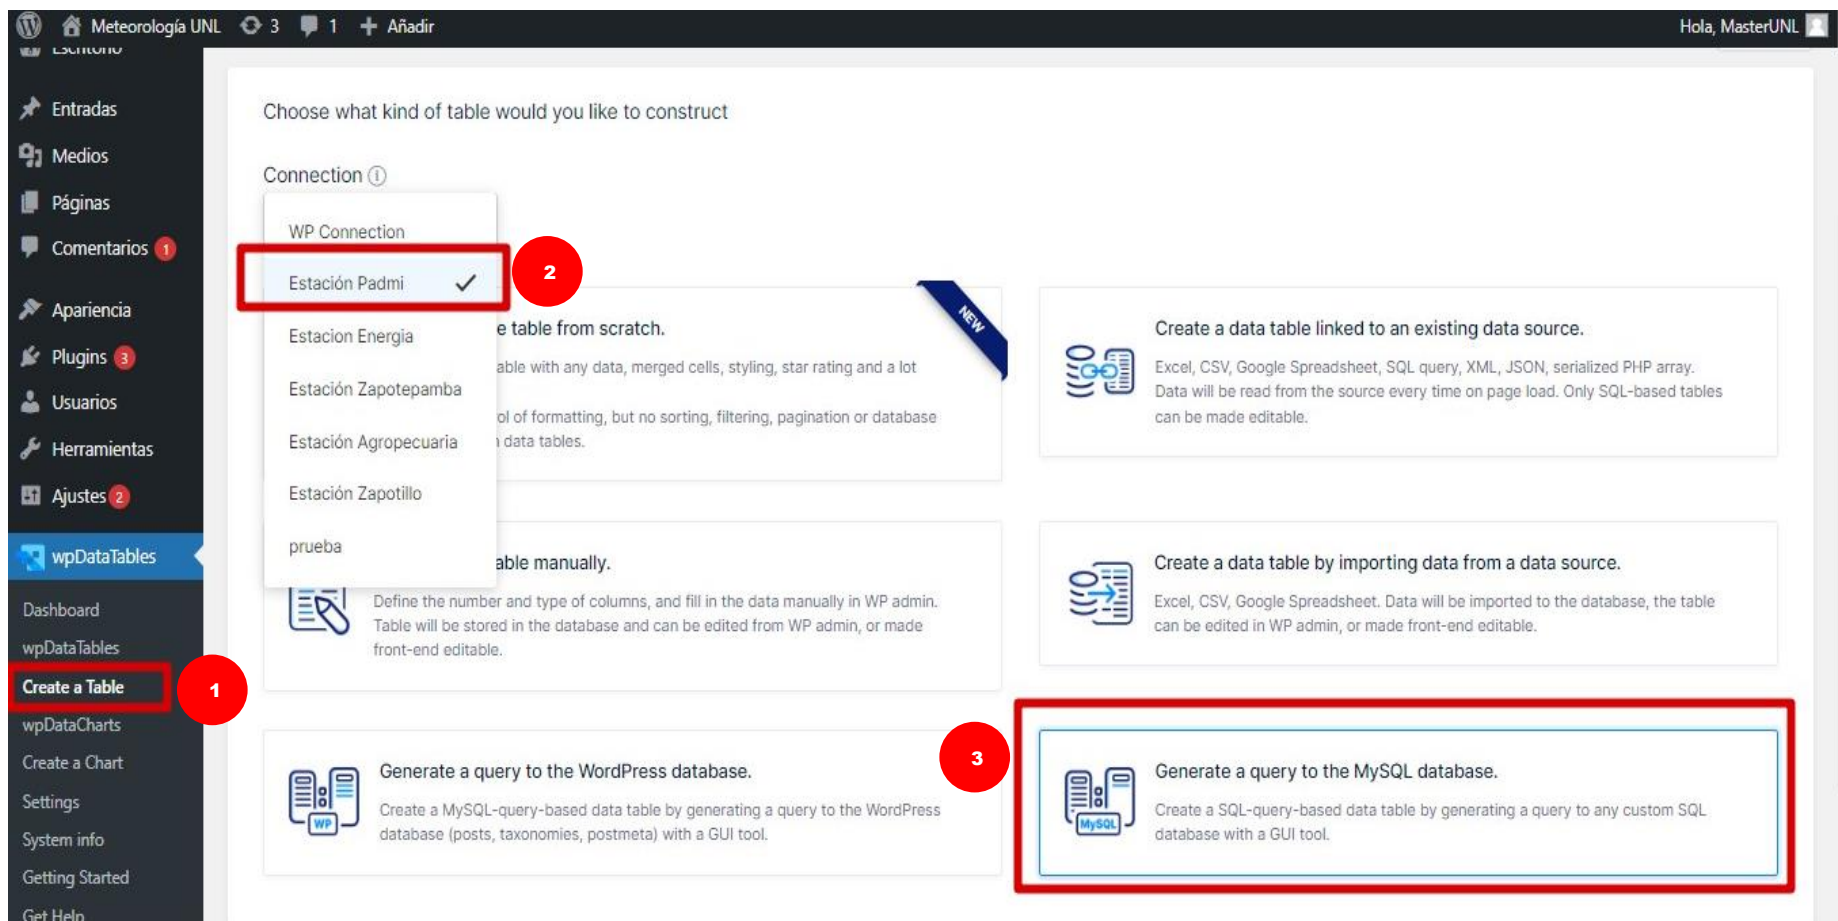 Meteorología UNL 3 1 + Añadir
Hola, MasterUNL
Escritorio
Entradas
Medios
Páginas
Comentarios 1
Apariencia
Plugins 3
Usuarios
Herramientas
Ajustes 2
wpDataTables
Dashboard
wpDataTables
Create a Table
1
wpDataCharts
Create a Chart
Settings
System info
Getting Started
Get Help
Choose what kind of table would you like to construct
Connection
WP Connection
Estación Padmi
2
Estacion Energia
Estación Zapotepamba
Estación Agropecuaria
Estación Zapotillo
prueba
e table from scratch.
able with any data, merged cells, styling, star rating and a lot
ol of formatting, but no sorting, filtering, pagination or database
data tables.
NEW
Create a data table linked to an existing data source.
Excel, CSV, Google Spreadsheet, SQL query, XML, JSON, serialized PHP array.
Data will be read from the source every time on page load. Only SQL-based tables
can be made editable.
able manually.
Define the number and type of columns, and fill in the data manually in WP admin.
Table will be stored in the database and can be edited from WP admin, or made
front-end editable.
Create a data table by importing data from a data source.
Excel, CSV, Google Spreadsheet. Data will be imported to the database, the table
can be edited in WP admin, or made front-end editable.
WP
Generate a query to the WordPress database.
Create a MySQL-query-based data table by generating a query to the WordPress
database (posts, taxonomies, postmeta) with a GUI tool.
3
MySQL
Generate a query to the MySQL database.
Create a SQL-query-based data table by generating a query to any custom SQL
database with a GUI tool.